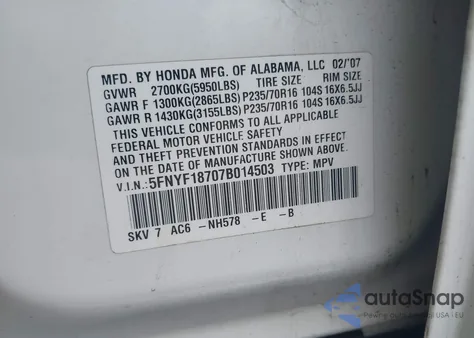 MFD. BY HONDA MFG. OF ALABAMA, LLC 02/'07
GVWR 2700KG(5950LBS) TIRE SIZE RIM SIZE
GAWR F 1300KG(2865LBS) P235/70R16 104S 16X6.5JJ
GAWR R 1430KG(3155LBS) P235/70R16 104S 16X6.5JJ
THIS VEHICLE CONFORMS TO ALL APPLICABLE
FEDERAL MOTOR VEHICLE SAFETY
AND THEFT PREVENTION STANDARDS IN EFFECT
ON THE DATE OF MANUFACTURE SHOWN ABOVE.
V.I.N.: 5FNYF18707B014503 TYPE: MPV
SKV 7 AC6 -NH578 -E -B
autoSnap
USA | EU